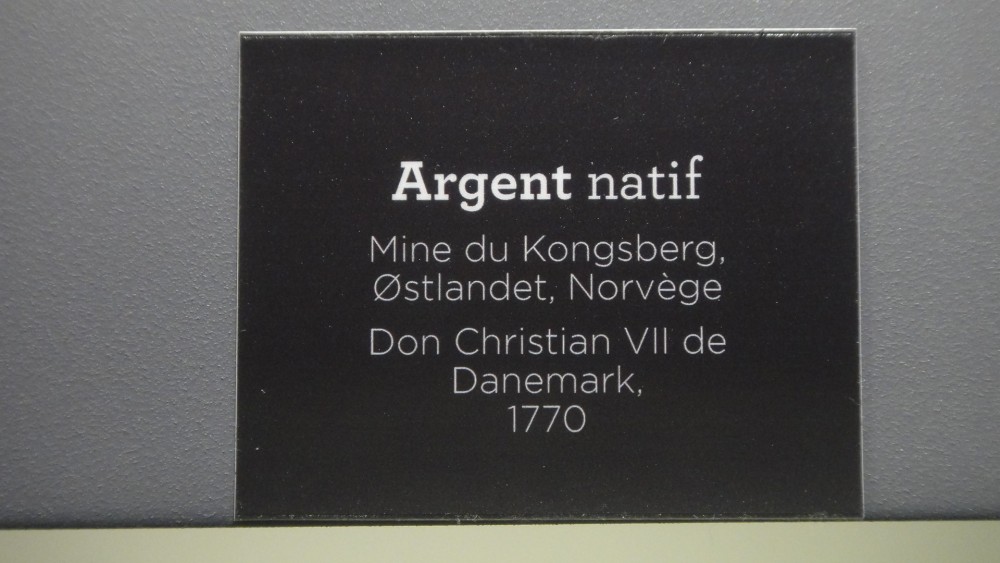 Argent natif
Mine du Kongsberg,
Østlandet, Norvège
Don Christian VII de
Danemark,
1770